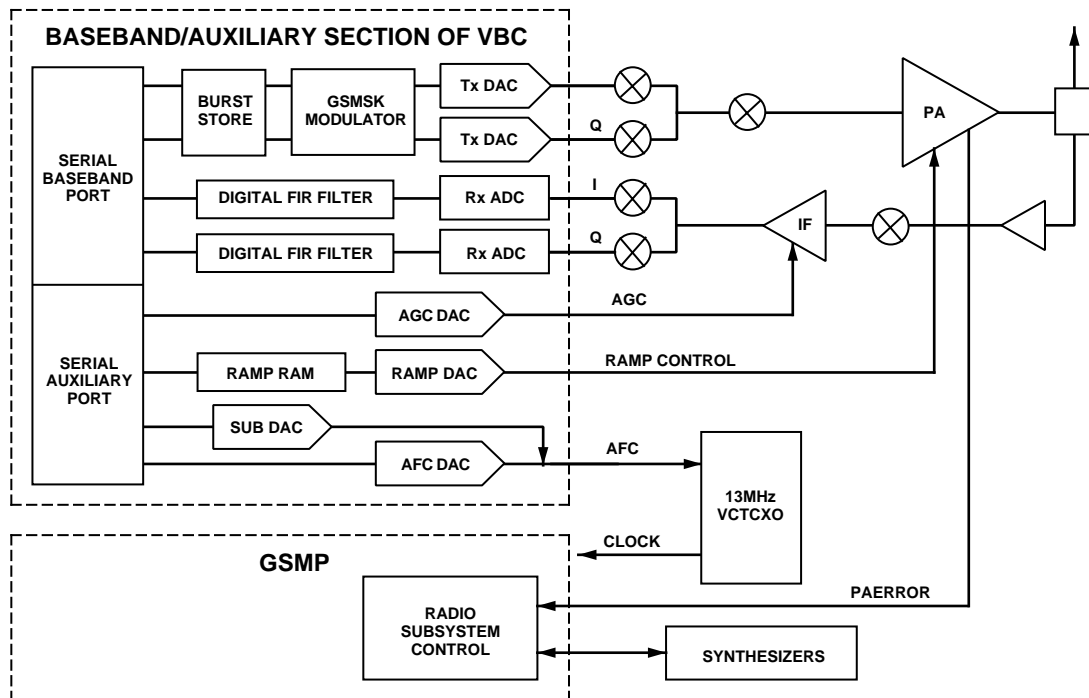 BASEBAND/AUXILIARY SECTION OF VBC
SERIAL
BASEBAND
PORT
BURST
STORE
GSMSK
MODULATOR
Tx DAC
Tx DAC
Q
PA
DIGITAL FIR FILTER
Rx ADC
I
DIGITAL FIR FILTER
Rx ADC
Q
IF
SERIAL
AUXILIARY
PORT
AGC DAC
AGC
RAMP RAM
RAMP DAC
RAMP CONTROL
SUB DAC
AFC DAC
AFC
13MHz
VCTCXO
CLOCK
GSMP
RADIO
SUBSYSTEM
CONTROL
PAERROR
SYNTHESIZERS